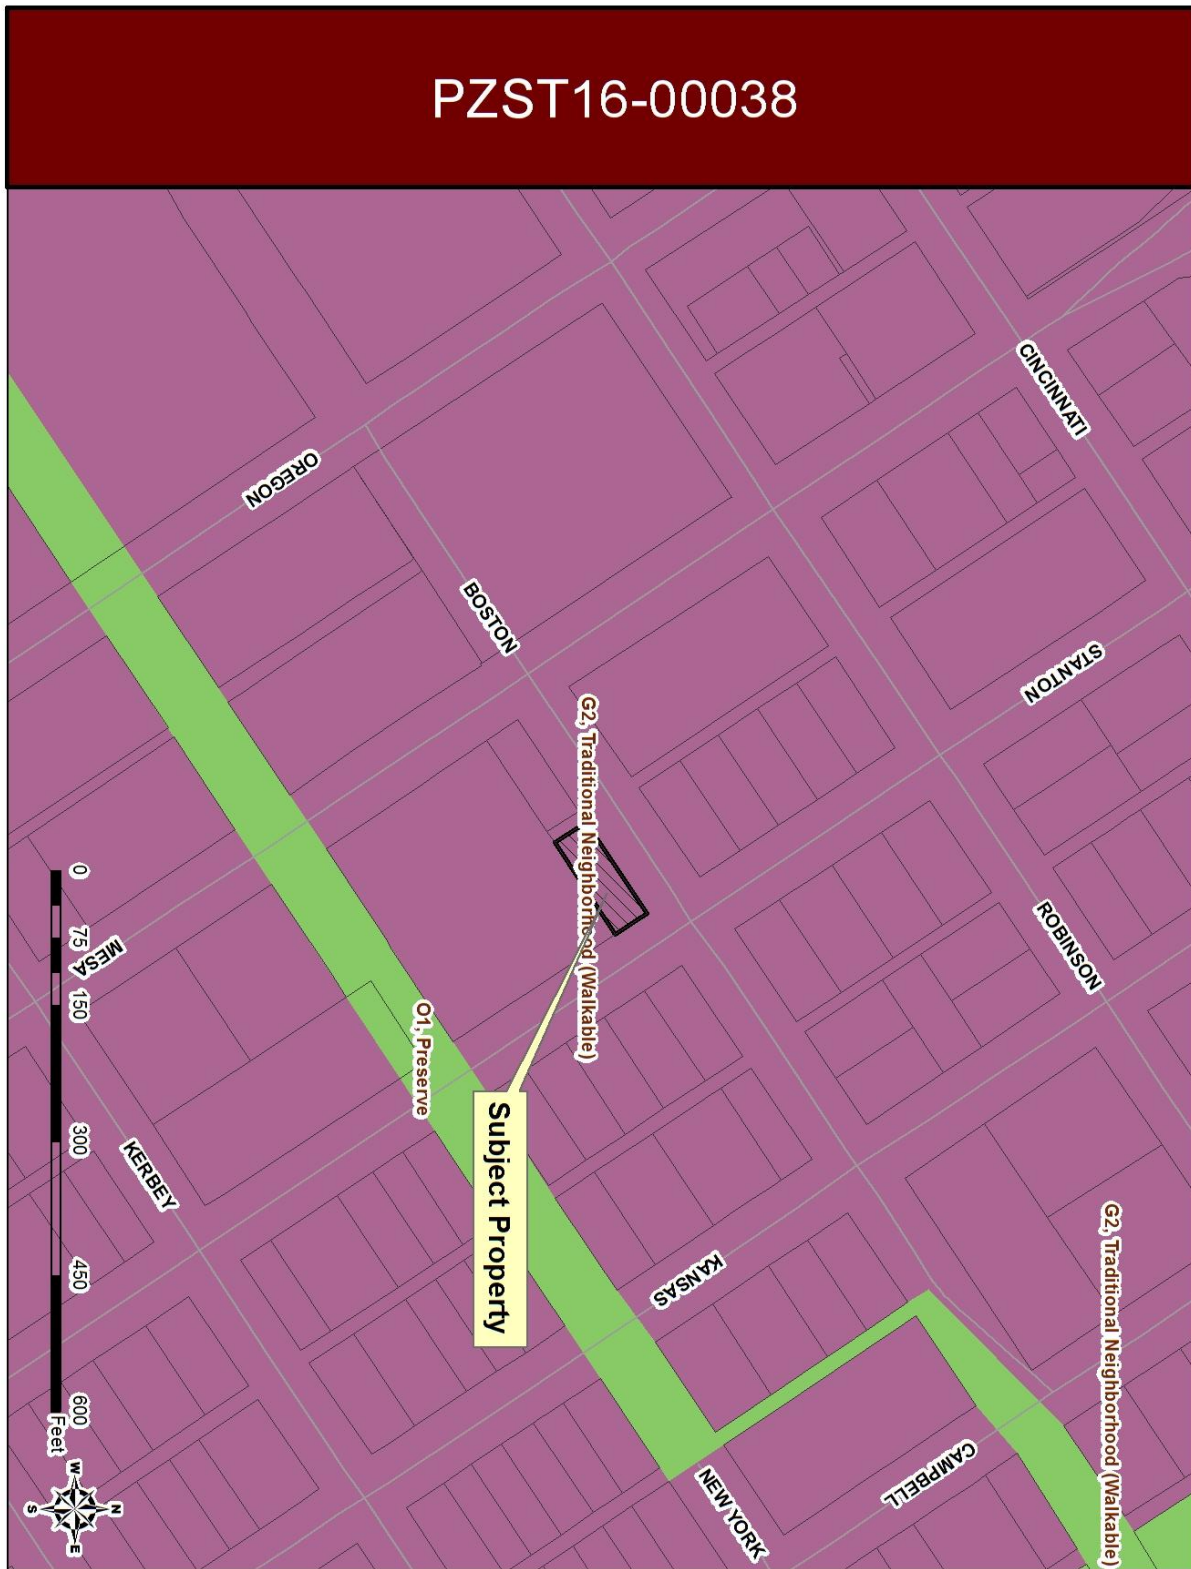 PZST16-00038
CINCINNATI
OREGON
BOSTON
STANTON
G2, Traditional Neighborhood (Walkable)
ROBINSON
MESA
O1, Preserve
Subject Property
KERBEY
KANSAS
G2, Traditional Neighborhood (Walkable)
CAMPBELL
NEW YORK
0 75 150 300 450 600
Feet
N
W
E
S